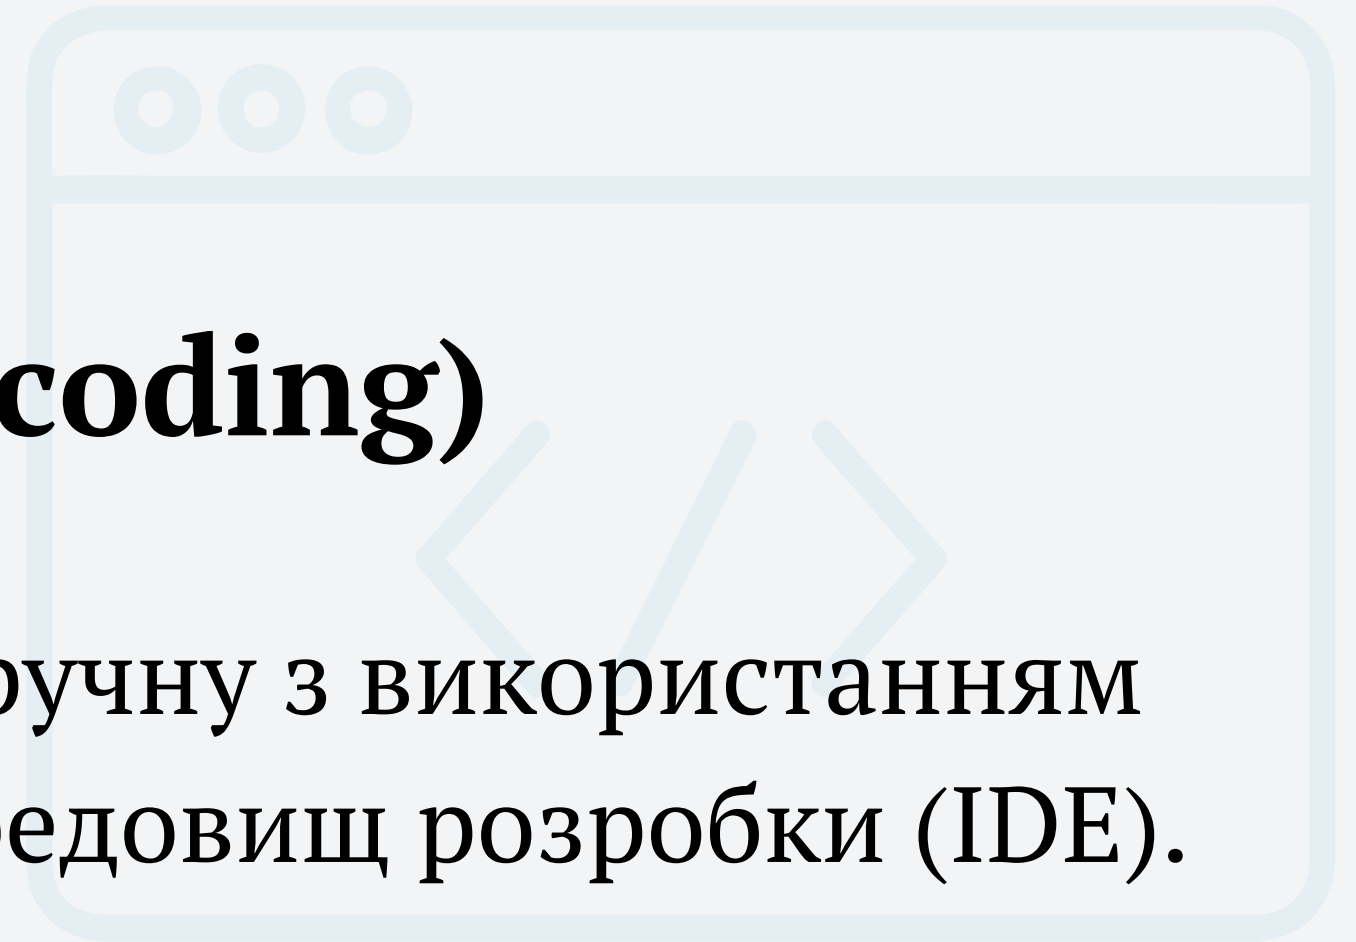 coding)
ручну з використанням
редовищ розробки (IDE).